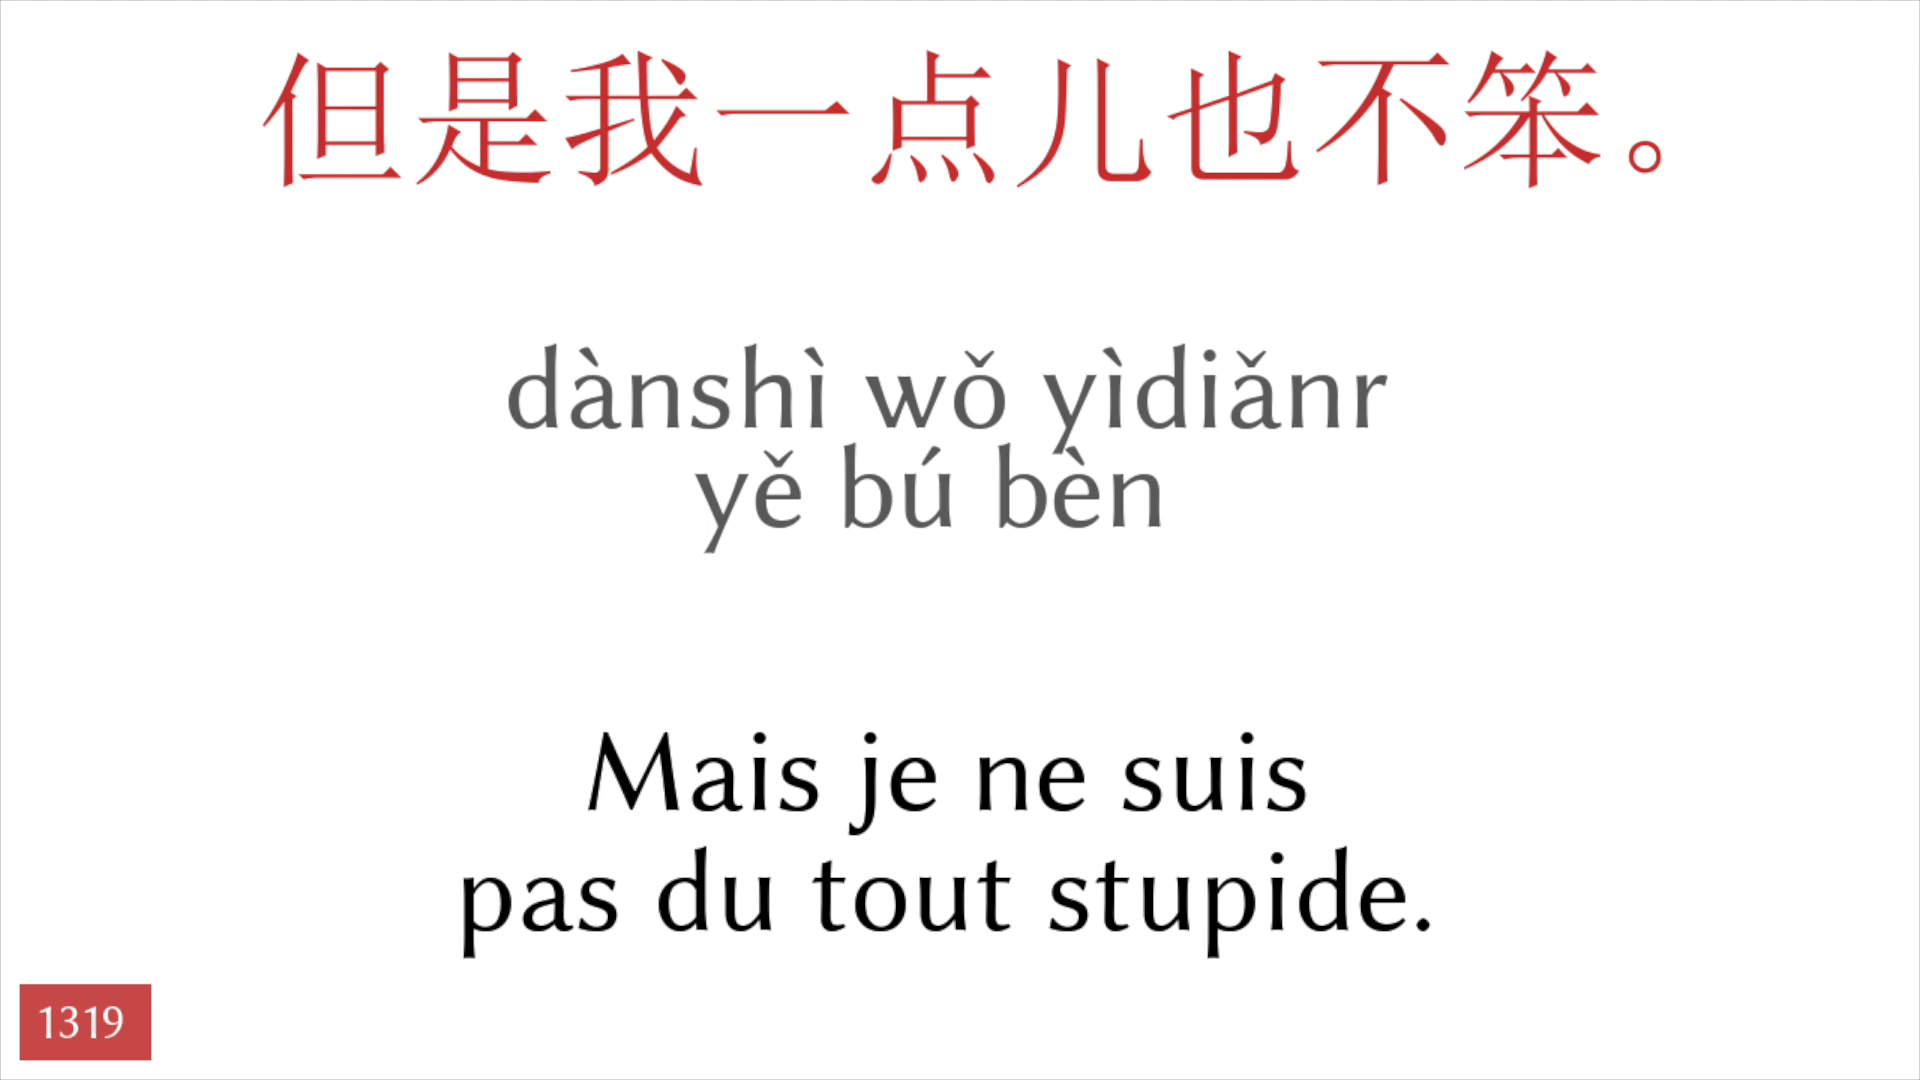 但是我一点儿也不笨。
dànshì wǒ yìdiǎnr
yě bú bèn
Mais je ne suis
pas du tout stupide.
1319